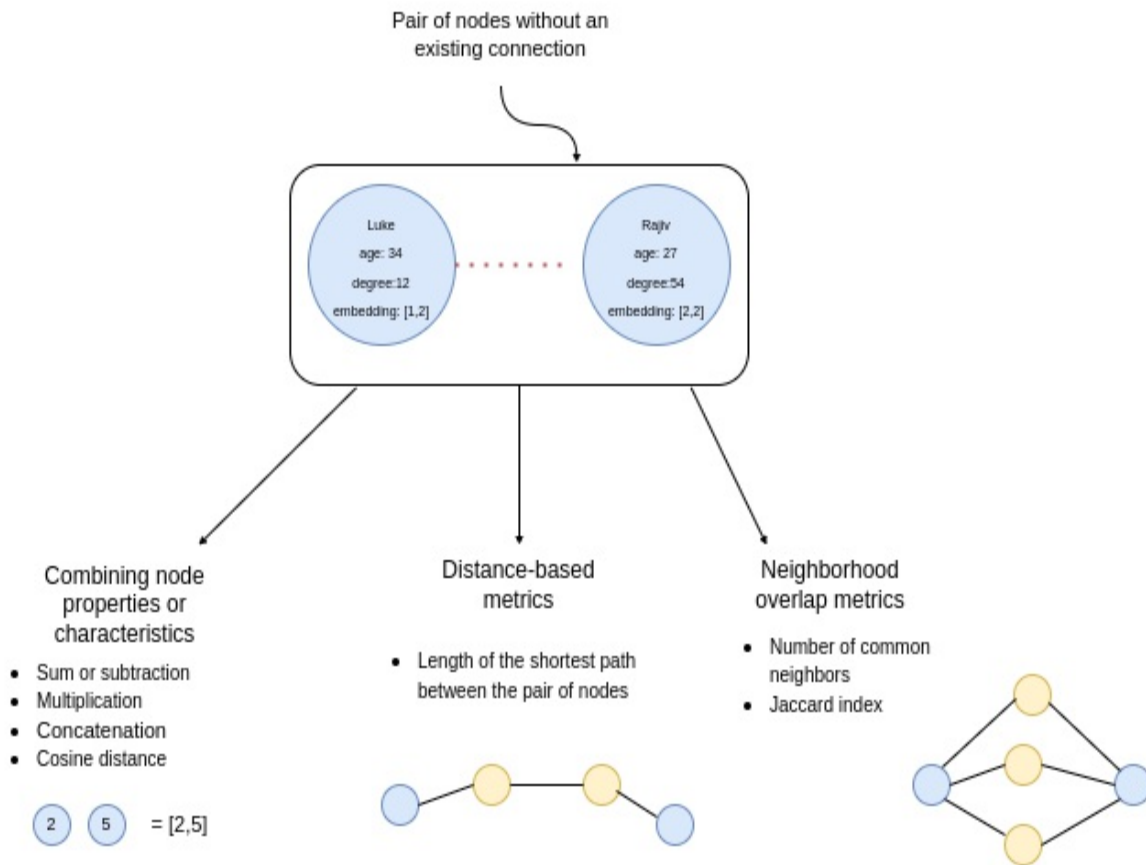 Pair of nodes without an
existing connection
Luke
age: 34
degree:12
embedding: [1,2]
Rajiv
age: 27
degree:54
embedding: [2,2]
Combining node
properties or
characteristics
• Sum or subtraction
• Multiplication
• Concatenation
• Cosine distance
2 5 = [2,5]
Distance-based
metrics
• Length of the shortest path
between the pair of nodes
Neighborhood
overlap metrics
• Number of common
neighbors
• Jaccard index